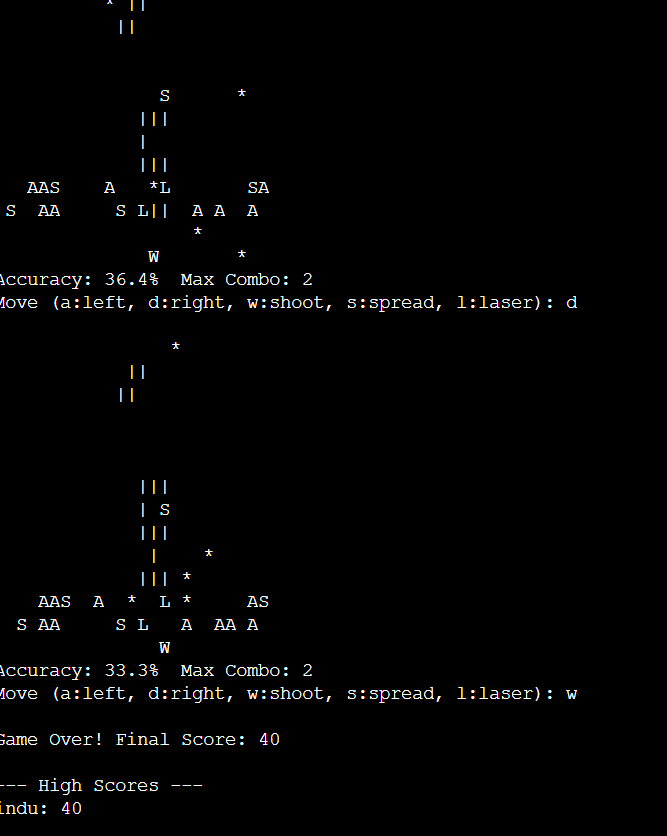 * ||
||
S *
|||
|
|||
AAS A *L SA
S AA S L|| A A A
*
W *
Accuracy: 36.4% Max Combo: 2
Move (a:left, d:right, w:shoot, s:spread, l:laser): d
*
||
||
|||
| S
|||
| *
||| *
AAS A * L * AS
S AA S L A AA A
W
Accuracy: 33.3% Max Combo: 2
Move (a:left, d:right, w:shoot, s:spread, l:laser): w
Game Over! Final Score: 40
--- High Scores ---
indu: 40